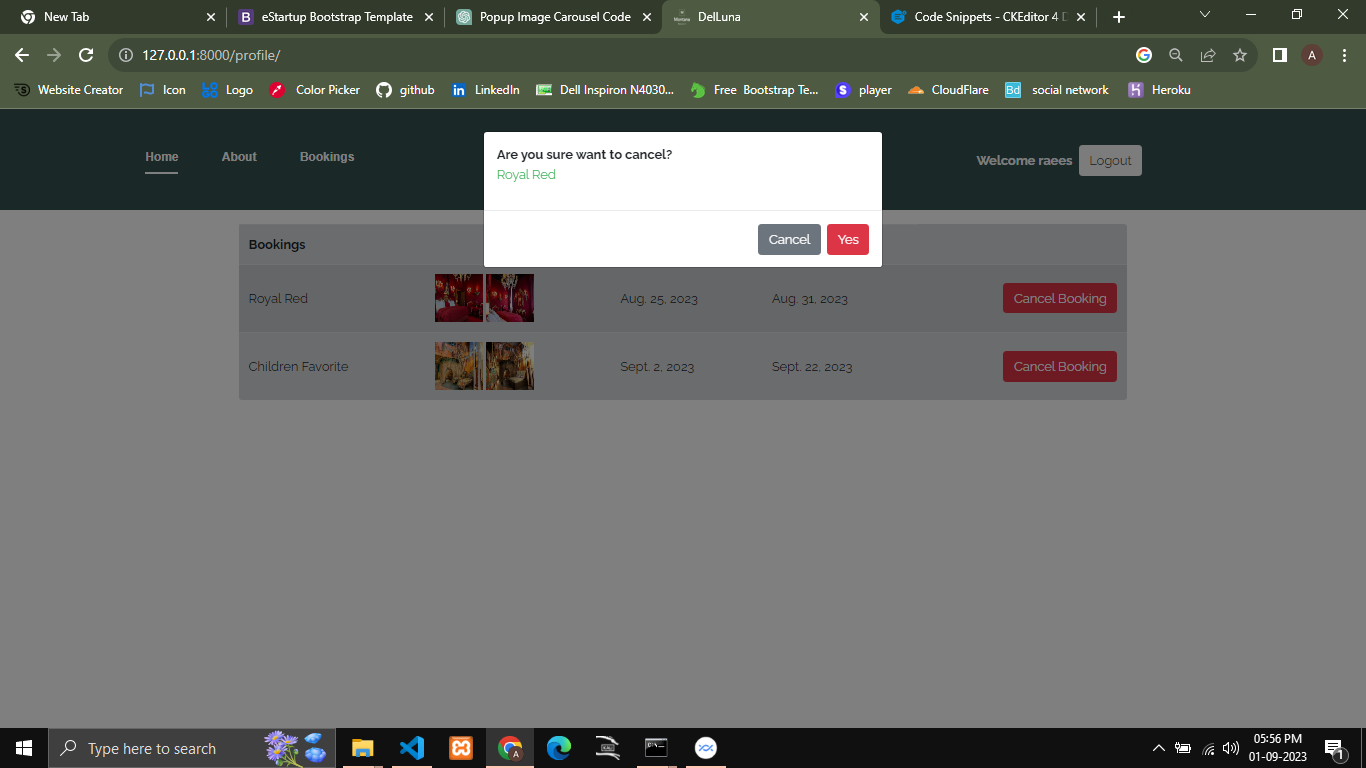 New Tab
eStartup Bootstrap Template
Popup Image Carousel Code
DelLuna
Code Snippets - CKEditor 4 D
127.0.0.1:8000/profile/
A
Website Creator
Icon
Logo
Color Picker
github
LinkedIn
Dell Inspiron N4030...
Free Bootstrap Te...
player
CloudFlare
social network
Heroku
Home
About
Bookings
Welcome raees
Logout
Are you sure want to cancel?
Royal Red
Cancel
Yes
Bookings
Royal Red
Aug. 25, 2023
Aug. 31, 2023
Cancel Booking
Children Favorite
Sept. 2, 2023
Sept. 22, 2023
Cancel Booking
Type here to search
05:56 PM
01-09-2023
1